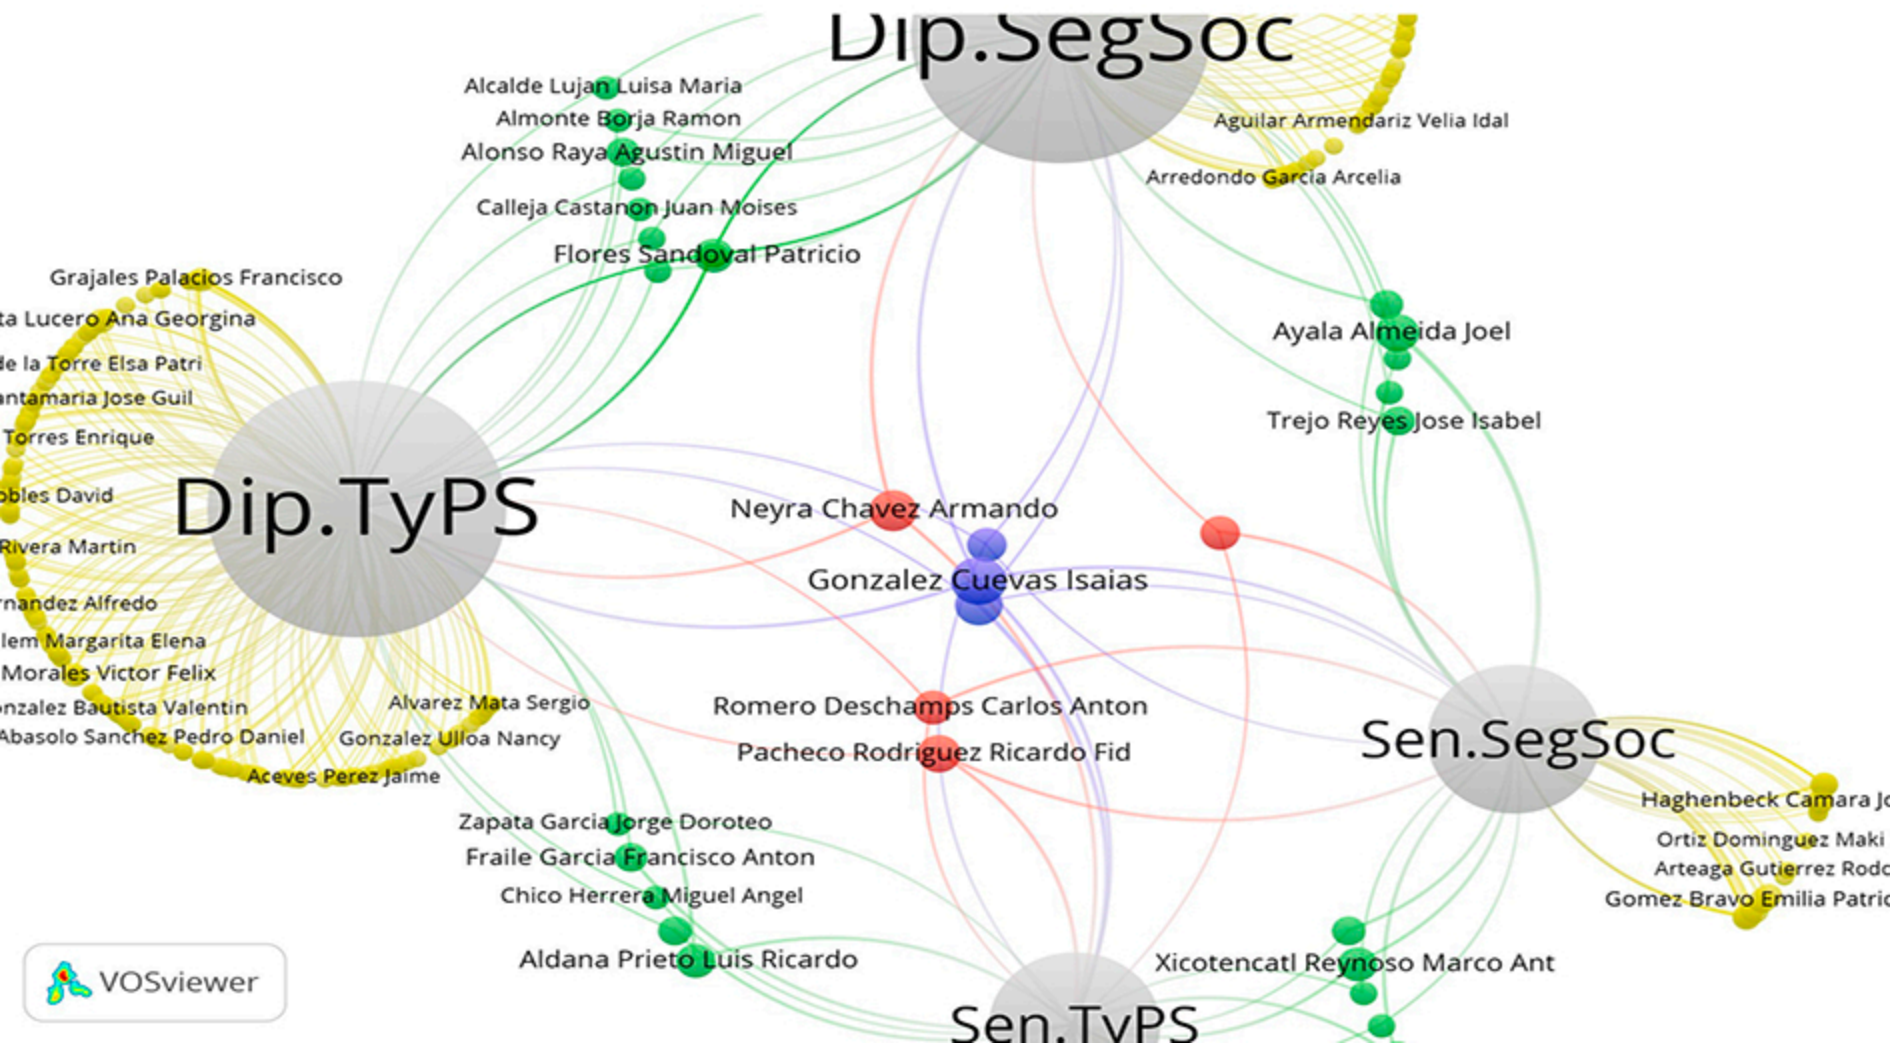 Dip.SegSoc
Alcalde Lujan Luisa Maria
Almonte Borja Ramon
Aguilar Armendariz Velia Idal
Alonso Raya Agustin Miguel
Arredondo Garcia Arcelia
Calleja Castanon Juan Moises
Flores Sandoval Patricio
Grajales Palacios Francisco
Lucero Ana Georgina
Ayala Almeida Joel
de la Torre Elsa Patri
Jose Guil
Trejo Reyes Jose Isabel
Torres Enrique
David
Dip.TyPS
Neyra Chavez Armando
Rivera Martin
Gonzalez Cuevas Isaias
Alfredo
Margarita Elena
Morales Victor Felix
Alvarez Mata Sergio
Bautista Valentin
Romero Deschamps Carlos Anton
Abasolo Sanchez Pedro Daniel
Gonzalez Ulloa Nancy
Sen.SegSoc
Pacheco Rodriguez Ricardo Fid
Aceves Perez Jaime
Haghenbeck Camara
Zapata Garcia Jorge Doroteo
Ortiz Dominguez Maki
Fraile Garcia Francisco Anton
Arteaga Gutierrez
Chico Herrera Miguel Angel
Gomez Bravo Emilia
Aldana Prieto Luis Ricardo
Xicotencatl Reynoso Marco Ant
VOSviewer
Sen.TyPS